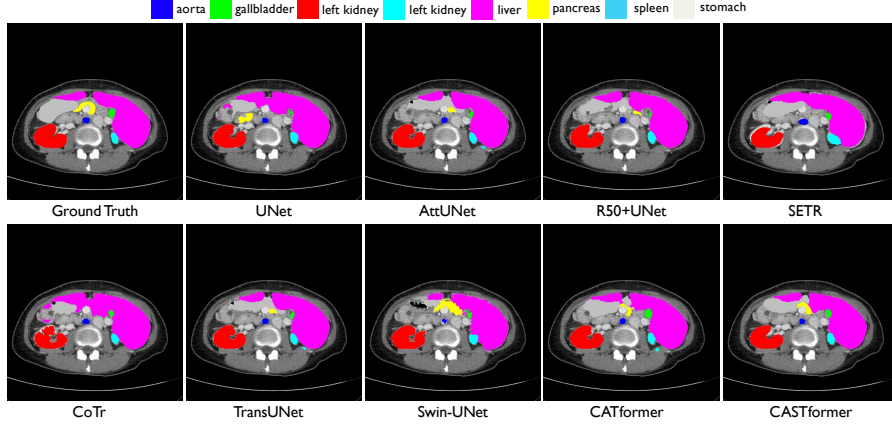 aorta gallbladder left kidney left kidney liver pancreas spleen stomach
Ground Truth UNet AttUNet R50+UNet SETR
CoTr TransUNet Swin-UNet CATformer CASTformer